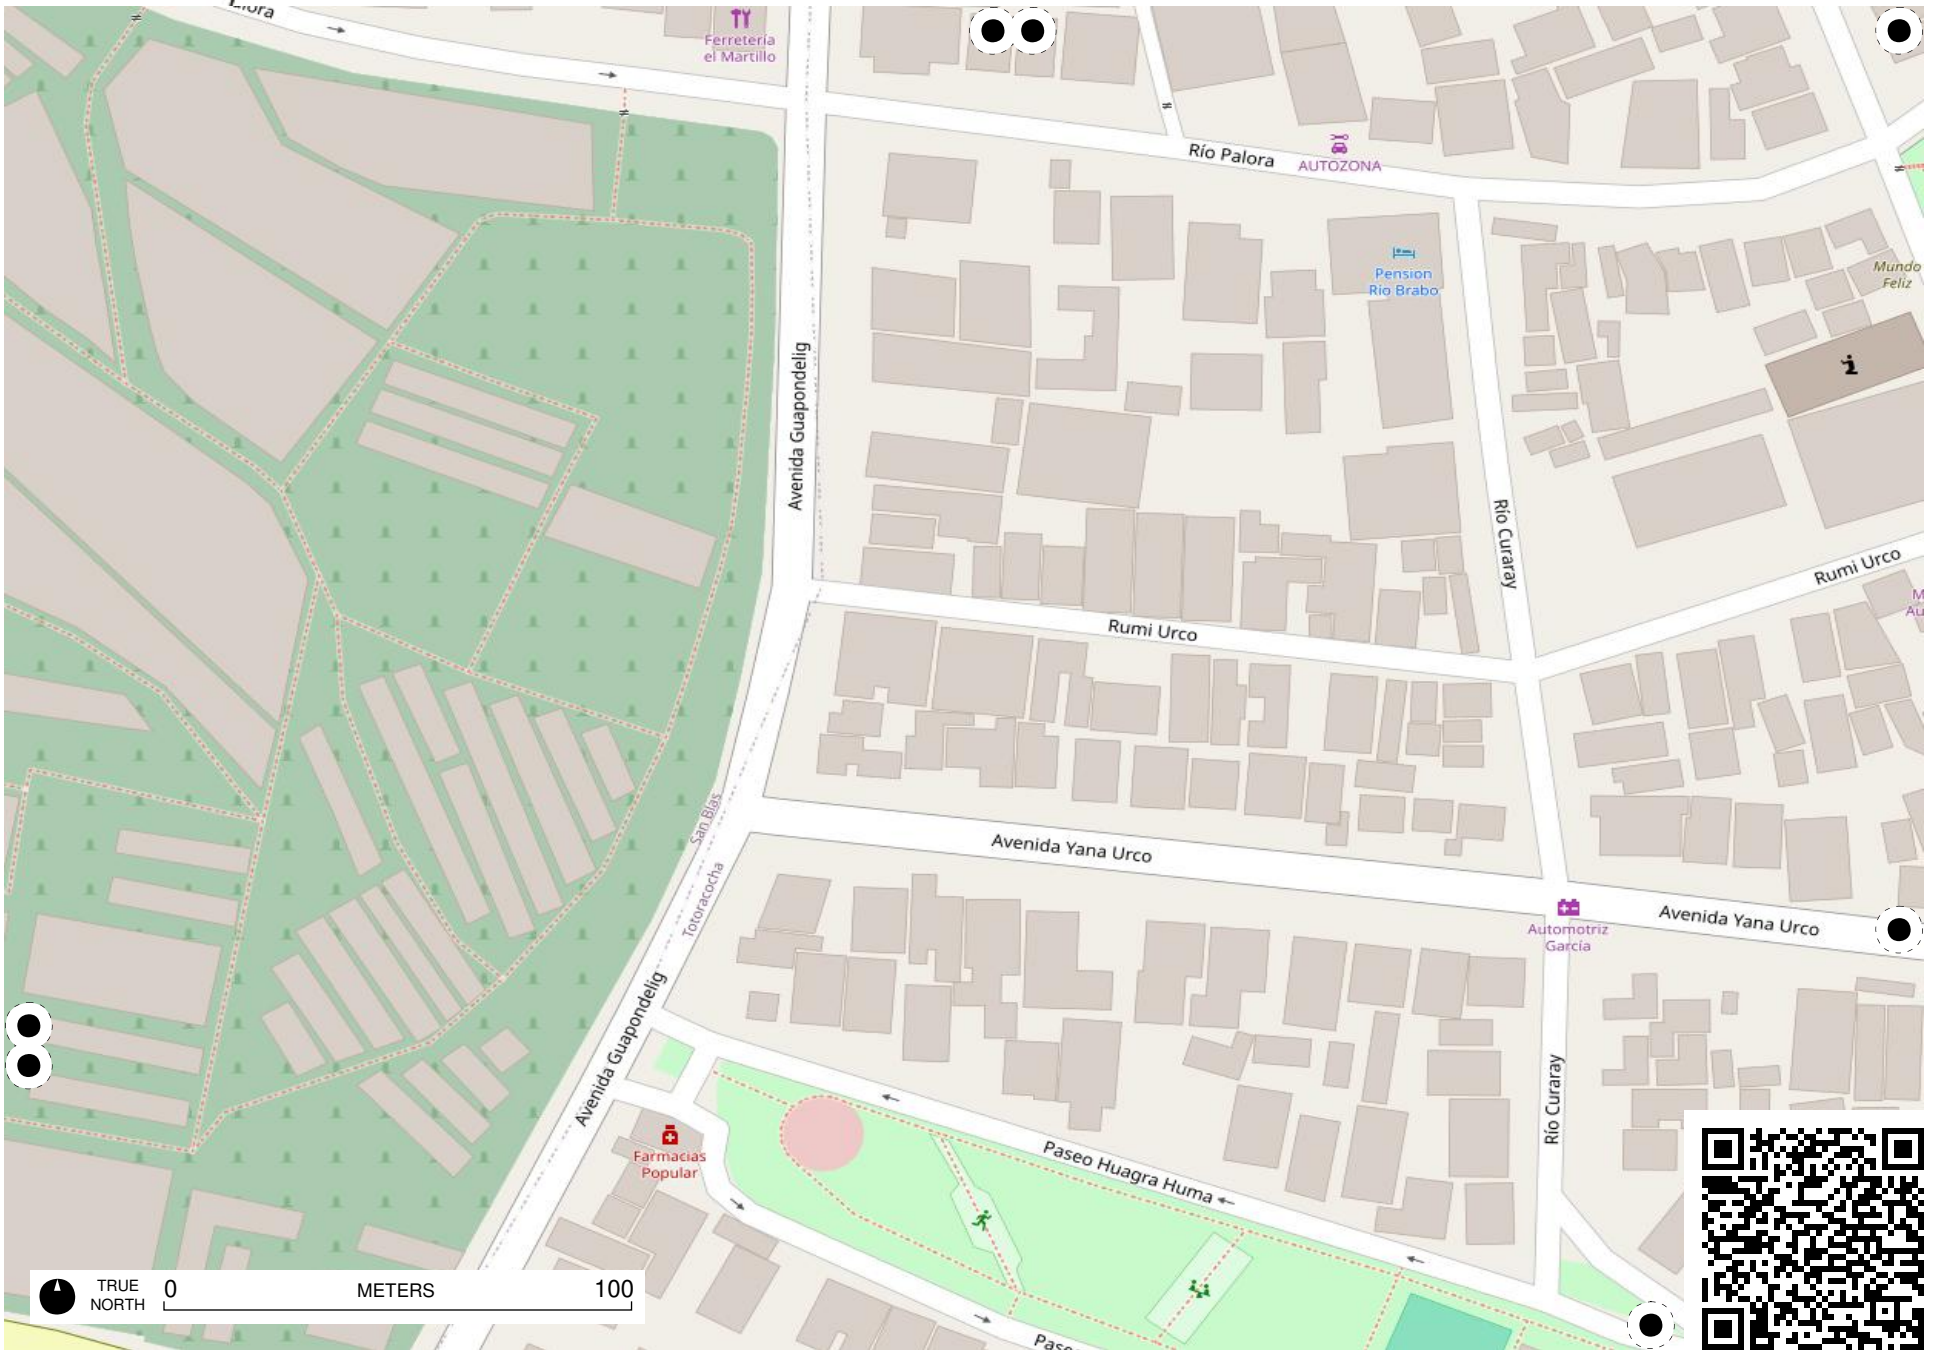 Ferretería
el Martillo
Río Palora
AUTOZONA
Pension
Río Brabo
Mundo
Feliz
Avenida Guapondelig
Río Curaray
Rumi Urco
Rumi Urco
San Blas
Totoracocha
Avenida Yana Urco
Avenida Yana Urco
Automotriz
García
Avenida Guapondelig
Río Curaray
Farmacias
Popular
Paseo Huagra Huma
TRUE
NORTH
0 METERS 100